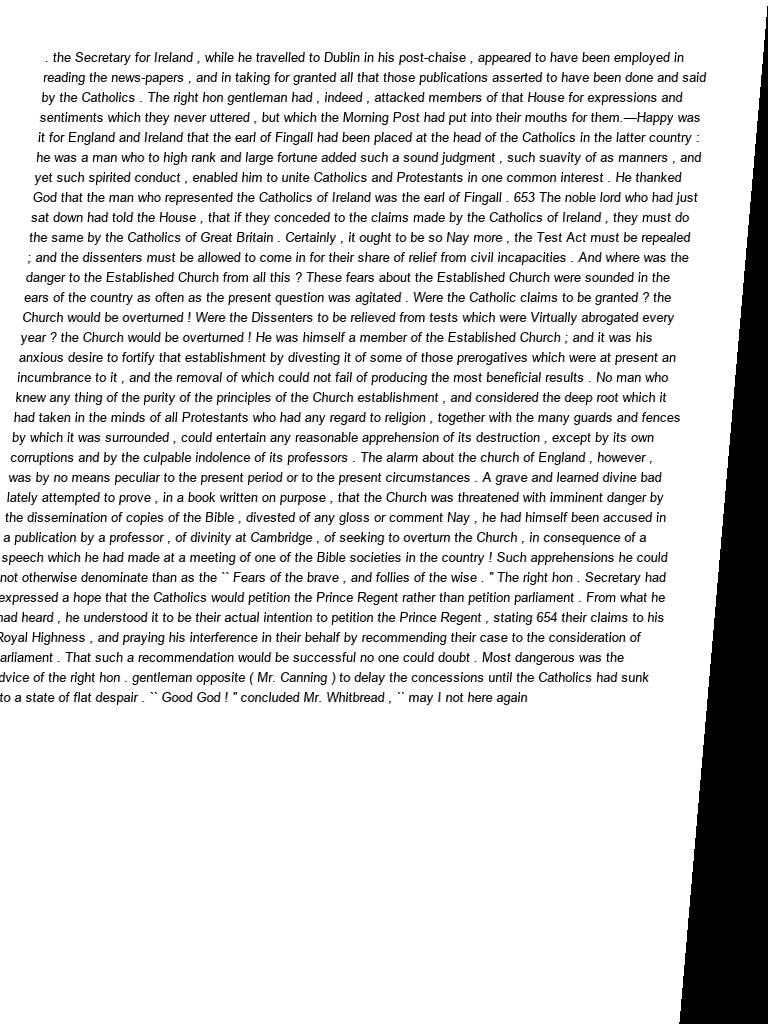 . the Secretary for Ireland , while he travelled to Dublin in his post-chaise , appeared to have been employed in
reading the news-papers , and in taking for granted all that those publications asserted to have been done and said
by the Catholics . The right hon gentleman had , indeed , attacked members of that House for expressions and
sentiments which they never uttered , but which the Morning Post had put into their mouths for them.—Happy was
it for England and Ireland that the earl of Fingall had been placed at the head of the Catholics in the latter country :
he was a man who to high rank and large fortune added such a sound judgment , such suavity of as manners , and
yet such spirited conduct , enabled him to unite Catholics and Protestants in one common interest . He thanked
God that the man who represented the Catholics of Ireland was the earl of Fingall . 653 The noble lord who had just
sat down had told the House , that if they conceded to the claims made by the Catholics of Ireland , they must do
the same by the Catholics of Great Britain . Certainly , it ought to be so Nay more , the Test Act must be repealed
; and the dissenters must be allowed to come in for their share of relief from civil incapacities . And where was the
danger to the Established Church from all this ? These fears about the Established Church were sounded in the
ears of the country as often as the present question was agitated . Were the Catholic claims to be granted ? the
Church would be overturned ! Were the Dissenters to be relieved from tests which were Virtually abrogated every
year ? the Church would be overturned ! He was himself a member of the Established Church ; and it was his
anxious desire to fortify that establishment by divesting it of some of those prerogatives which were at present an
incumbrance to it , and the removal of which could not fail of producing the most beneficial results . No man who
knew any thing of the purity of the principles of the Church establishment , and considered the deep root which it
had taken in the minds of all Protestants who had any regard to religion , together with the many guards and fences
by which it was surrounded , could entertain any reasonable apprehension of its destruction , except by its own
corruptions and by the culpable indolence of its professors . The alarm about the church of England , however ,
was by no means peculiar to the present period or to the present circumstances . A grave and learned divine bad
lately attempted to prove , in a book written on purpose , that the Church was threatened with imminent danger by
the dissemination of copies of the Bible , divested of any gloss or comment Nay , he had himself been accused in
a publication by a professor , of divinity at Cambridge , of seeking to overturn the Church , in consequence of a
speech which he had made at a meeting of one of the Bible societies in the country ! Such apprehensions he could
not otherwise denominate than as the `` Fears of the brave , and follies of the wise . '' The right hon . Secretary had
expressed a hope that the Catholics would petition the Prince Regent rather than petition parliament . From what he
had heard , he understood it to be their actual intention to petition the Prince Regent , stating 654 their claims to his
Royal Highness , and praying his interference in their behalf by recommending their case to the consideration of
arliament . That such a recommendation would be successful no one could doubt . Most dangerous was the
dvice of the right hon . gentleman opposite ( Mr. Canning ) to delay the concessions until the Catholics had sunk
to a state of flat despair . `` Good God ! '' concluded Mr. Whitbread , `` may I not here again